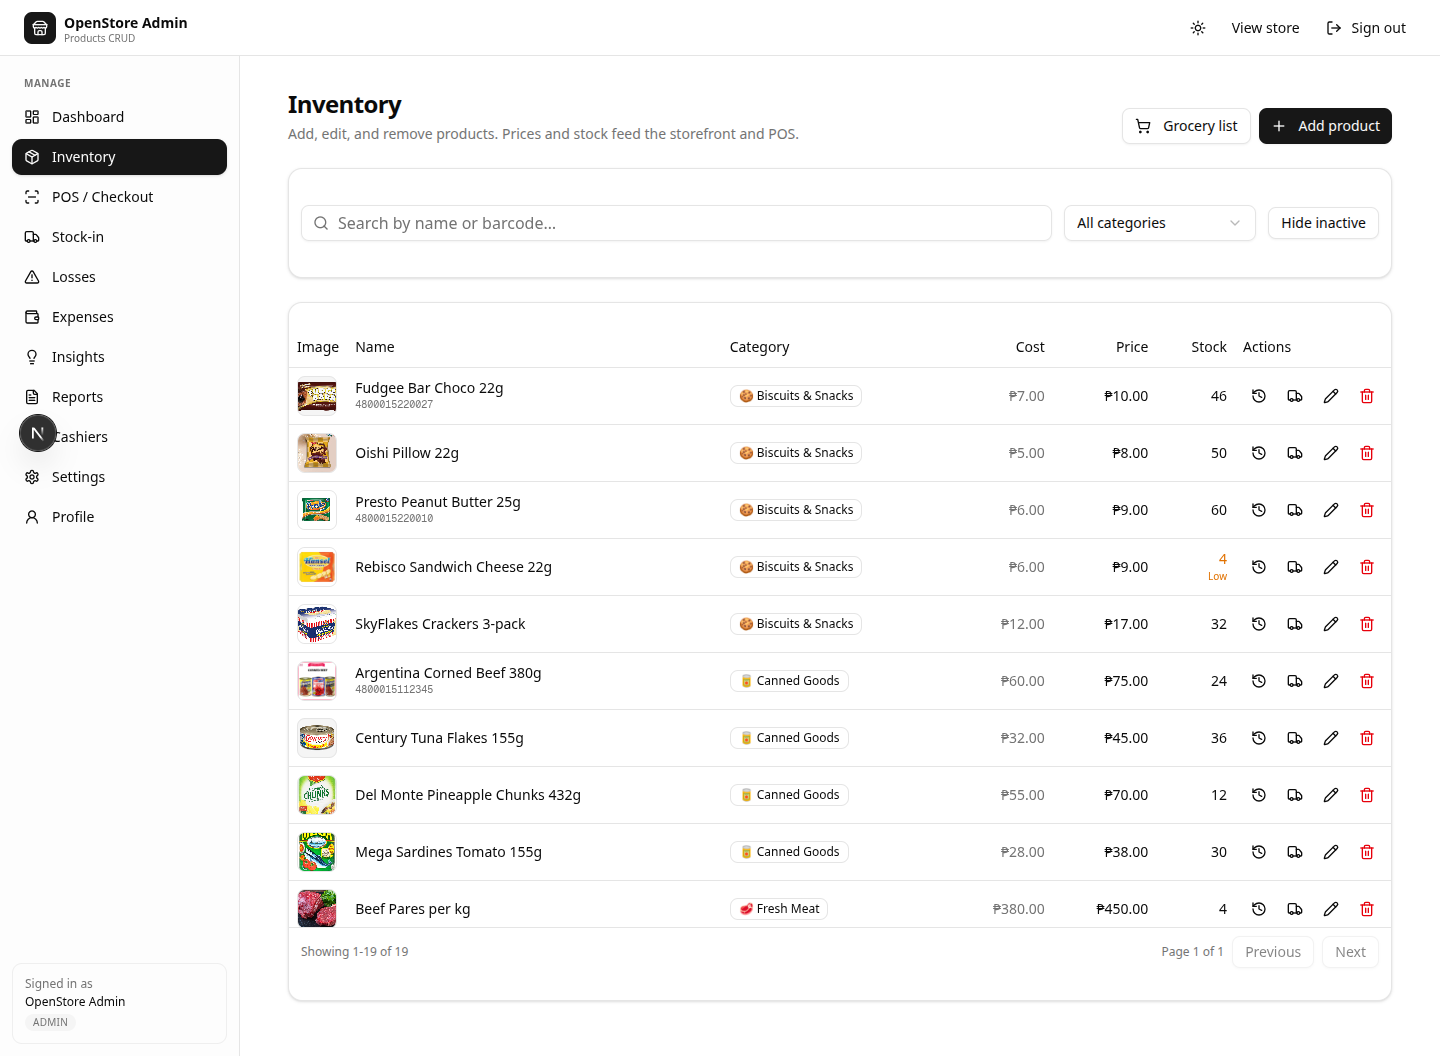 OpenStore Admin
Products CRUD
View store
Sign out
MANAGE
Dashboard
Inventory
POS / Checkout
Stock-in
Losses
Expenses
Insights
Reports
N
Cashiers
Settings
Profile
Signed in as
OpenStore Admin
ADMIN
Inventory
Add, edit, and remove products. Prices and stock feed the storefront and POS.
Grocery list
Add product
Search by name or barcode...
All categories
Hide inactive
Image Name Category Cost Price Stock Actions
Fudgee Bar Choco 22g
4800015220027
Biscuits & Snacks ₱7.00 ₱10.00 46
Oishi Pillow 22g Biscuits & Snacks ₱5.00 ₱8.00 50
Presto Peanut Butter 25g
4800015220010
Biscuits & Snacks ₱6.00 ₱9.00 60
Rebisco Sandwich Cheese 22g Biscuits & Snacks ₱6.00 ₱9.00 4
Low
SkyFlakes Crackers 3-pack Biscuits & Snacks ₱12.00 ₱17.00 32
Argentina Corned Beef 380g
4800015112345
Canned Goods ₱60.00 ₱75.00 24
Century Tuna Flakes 155g Canned Goods ₱32.00 ₱45.00 36
Del Monte Pineapple Chunks 432g Canned Goods ₱55.00 ₱70.00 12
Mega Sardines Tomato 155g Canned Goods ₱28.00 ₱38.00 30
Beef Pares per kg Fresh Meat ₱380.00 ₱450.00 4
Showing 1-19 of 19
Page 1 of 1
Previous
Next